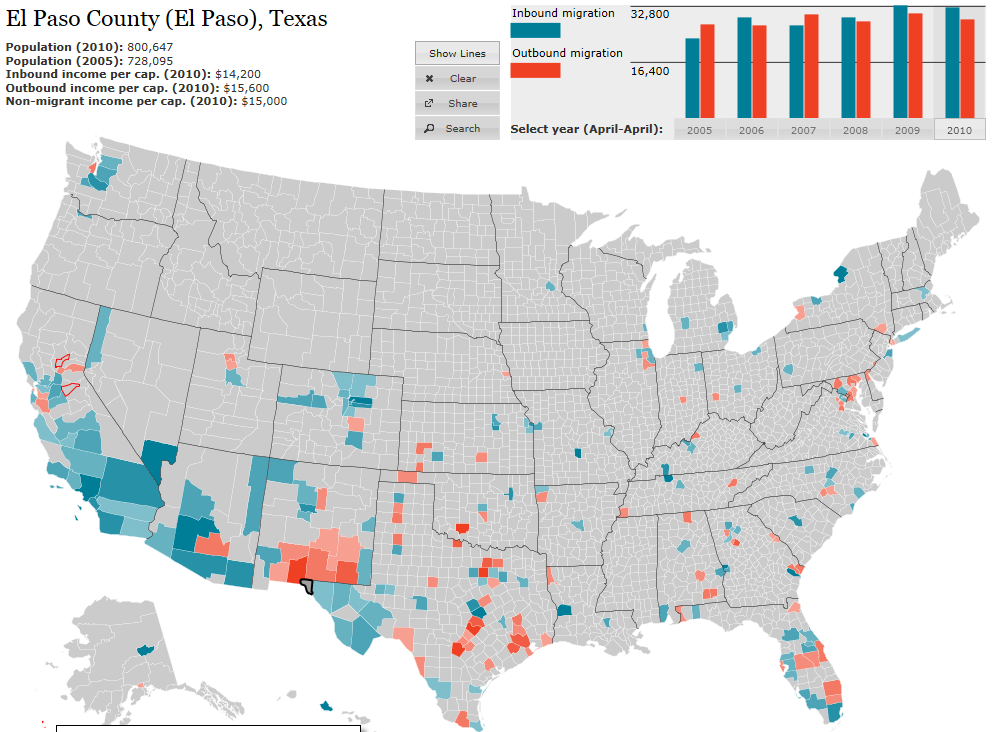 El Paso County (El Paso), Texas
Population (2010): 800,647
Population (2005): 728,095
Inbound income per cap. (2010): $14,200
Outbound income per cap. (2010): $15,600
Non-migrant income per cap. (2010): $15,000
Show Lines
Clear
Share
Search
Inbound migration
Outbound migration
32,800
16,400
Select year (April-April):
2005 2006 2007 2008 2009 2010